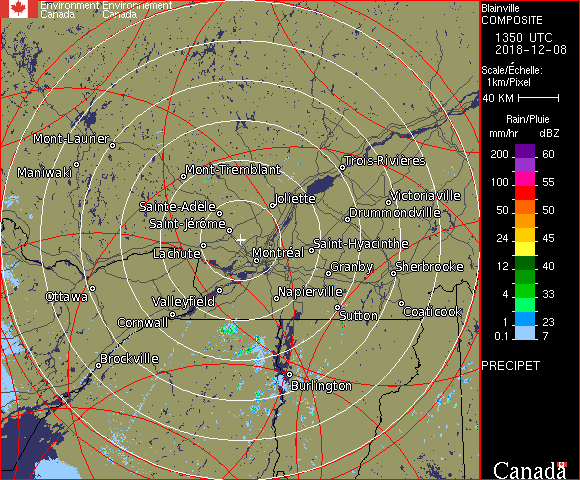 Environment Environnement
Canada Canada
Mont-Laurier
Maniwaki
Mont-Tremblant
Trois-Rivières
Joliette
Victoriaville
Sainte-Adèle
Drummondville
Saint-Jérôme
Saint-Hyacinthe
Lachute
Montréal
Granby
Sherbrooke
Ottawa
Valleyfield
Napierville
Cornwall
Sutton
Coaticook
Brockville
Burlington
Blainville
COMPOSITE
1350 UTC
2018-12-08
Scale/Échelle:
1km/Pixel
40 KM
Rain/Pluie
mm/hr dBZ
200 60
100 55
50 50
24 45
12 40
4 33
1 23
0.1 7
PRECIPET
Canada